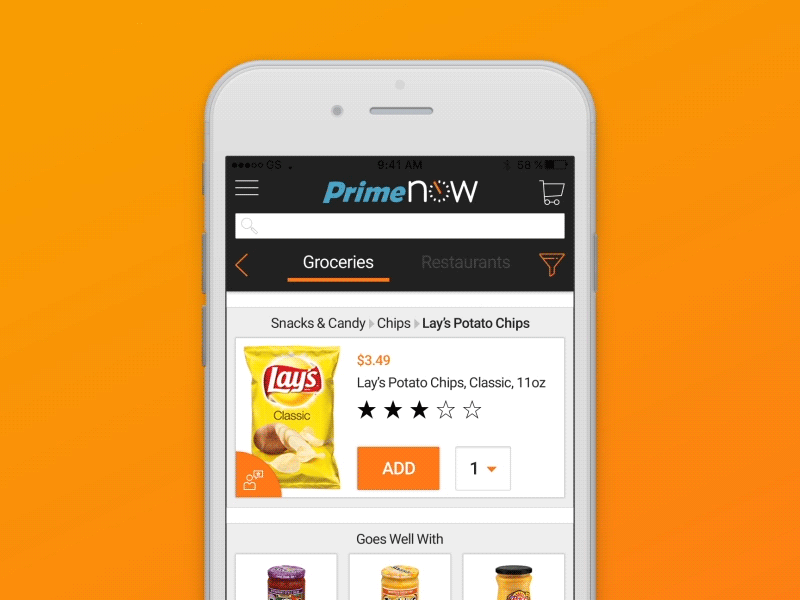 GS 9:41 AM 58 %
Prime now
Groceries Restaurants
Snacks & Candy Chips Lay's Potato Chips
Lay's
Classic
$3.49
Lay's Potato Chips, Classic, 11oz
ADD 1
Goes Well With